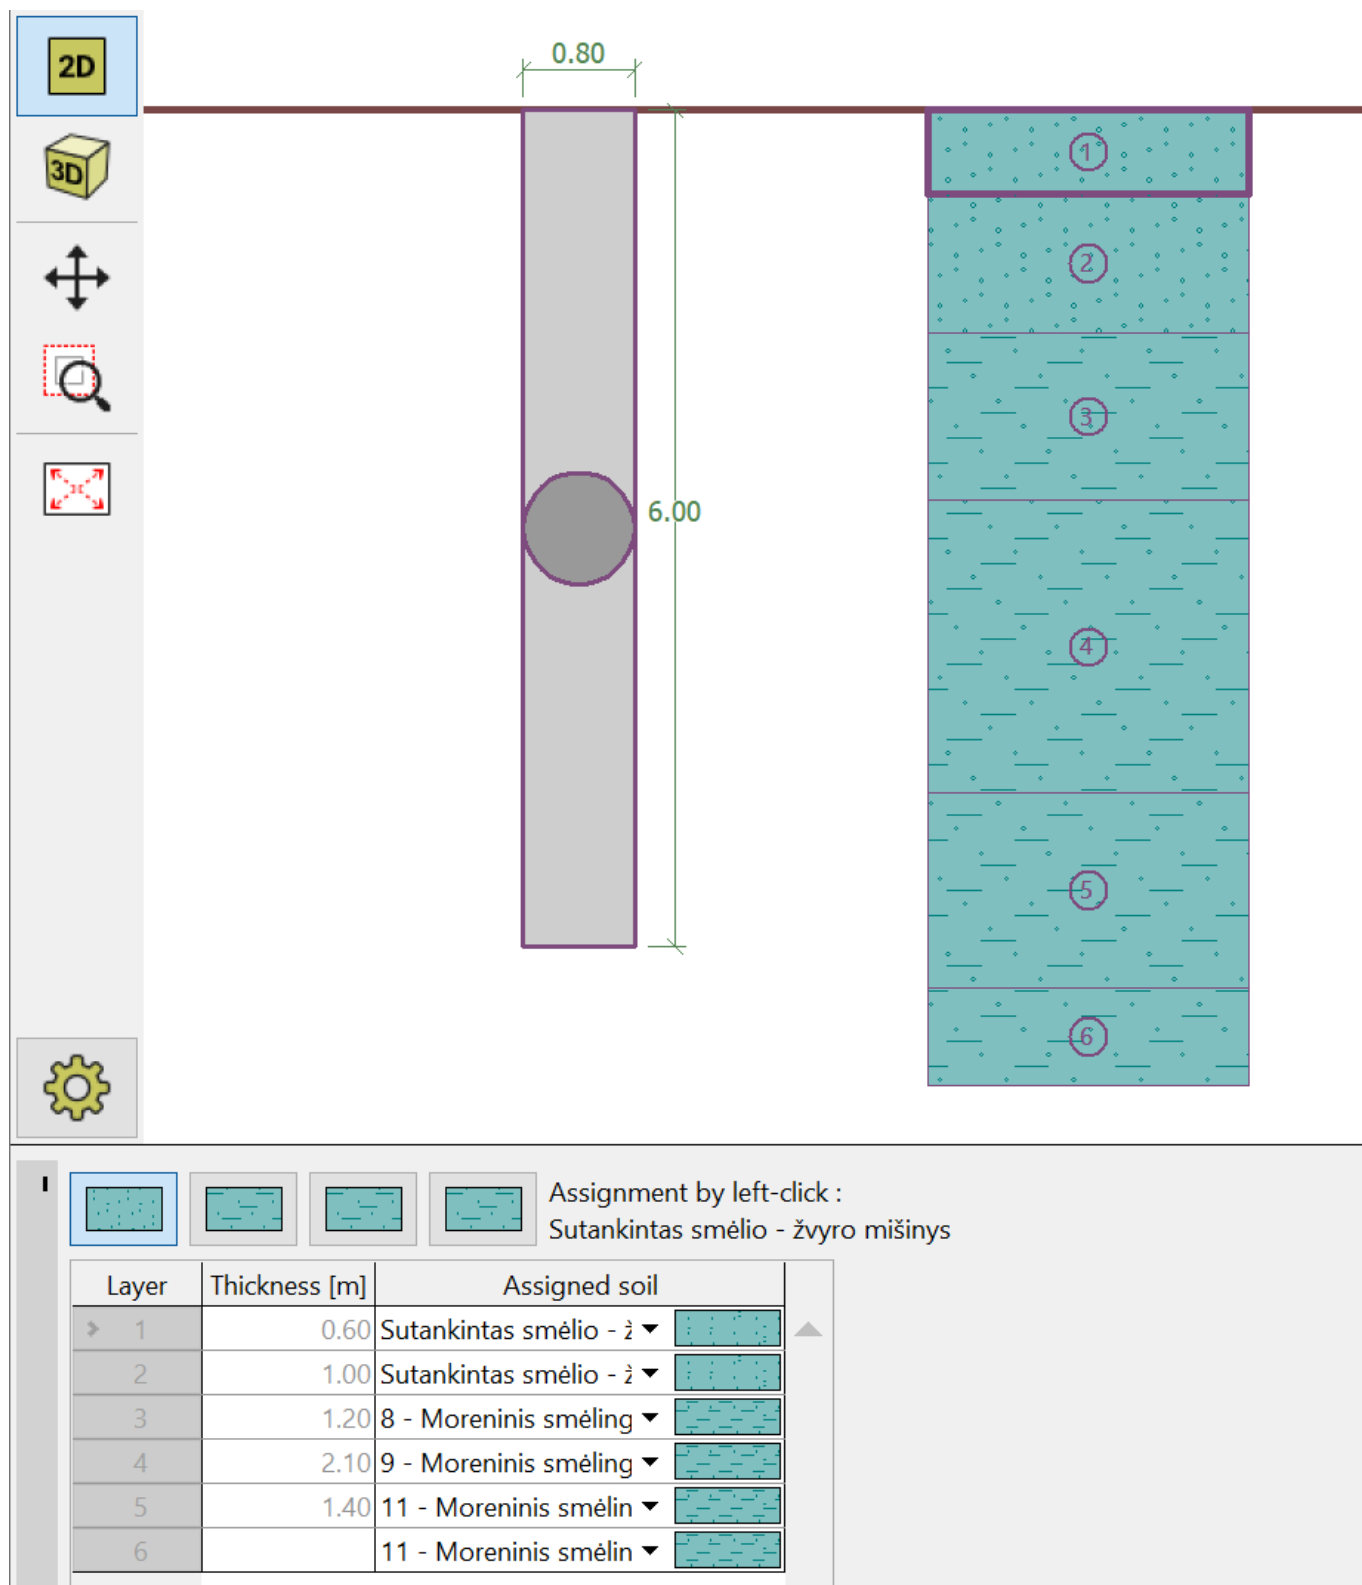 2D
0.80
3D
1
2
3
4
5
6
6.00
Assignment by left-click :
Sutankintas smėlio - žvyro mišinys
Layer Thickness [m] Assigned soil
1 0.60 Sutankintas smėlio - ž
2 1.00 Sutankintas smėlio - ž
3 1.20 8 - Moreninis smėling
4 2.10 9 - Moreninis smėling
5 1.40 11 - Moreninis smėlin
6 11 - Moreninis smėlin